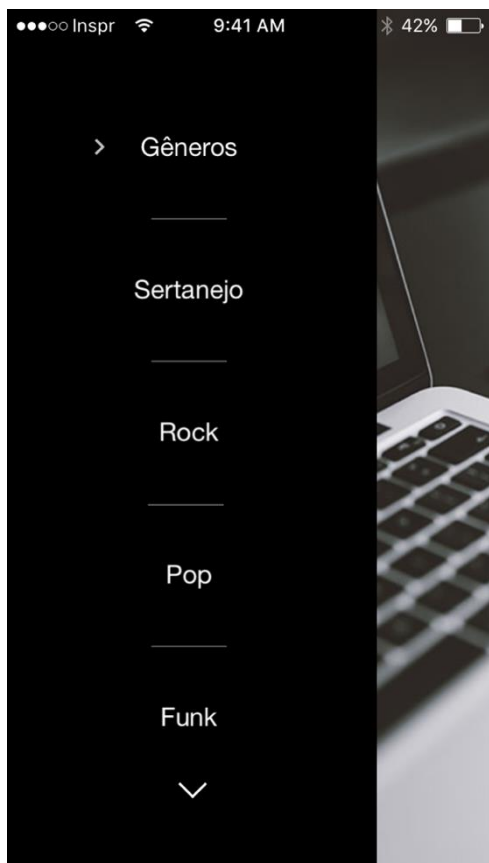 Inspr 9:41 AM 42%
Gêneros
Sertanejo
Rock
Pop
Funk